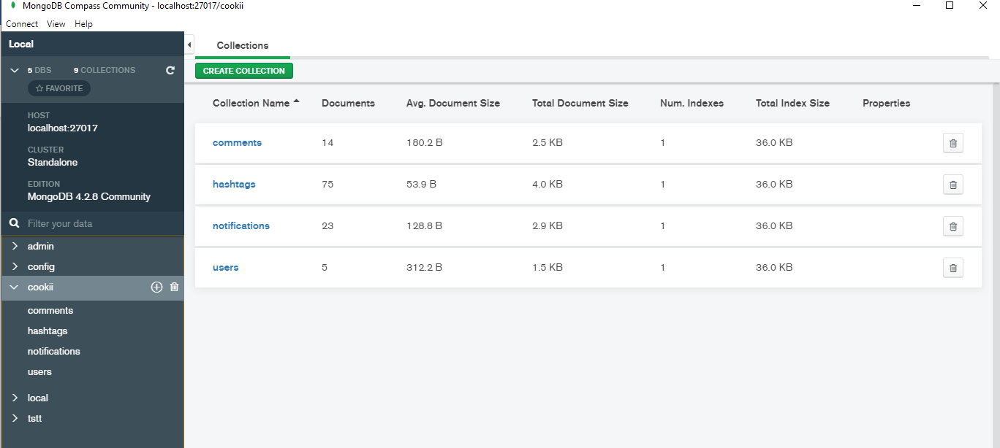 MongoDB Compass Community - localhost:27017/cookii
Connect View Help
Local
5 DBS 9 COLLECTIONS
FAVORITE
HOST
localhost:27017
CLUSTER
Standalone
EDITION
MongoDB 4.2.8 Community
Filter your data
admin
config
cookii
comments
hashtags
notifications
users
local
tstt
Collections
CREATE COLLECTION
Collection Name Documents Avg. Document Size Total Document Size Num. Indexes Total Index Size Properties
comments 14 180.2 B 2.5 KB 1 36.0 KB
hashtags 75 53.9 B 4.0 KB 1 36.0 KB
notifications 23 128.8 B 2.9 KB 1 36.0 KB
users 5 312.2 B 1.5 KB 1 36.0 KB